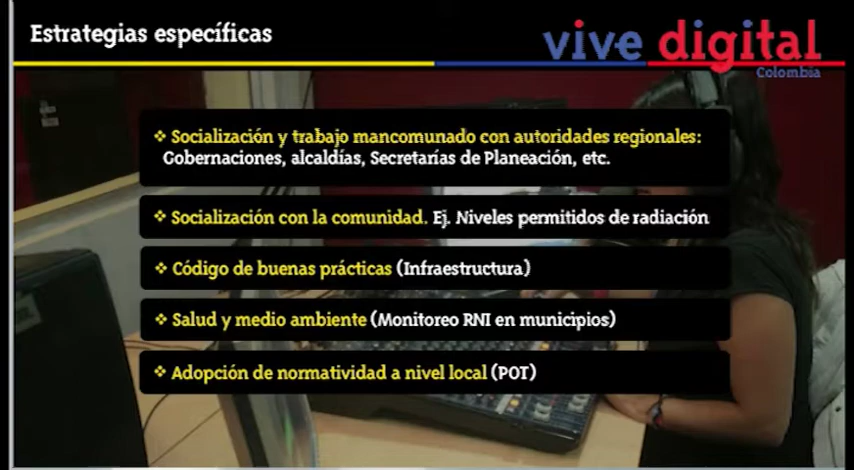 Estrategias específicas
vive digital
Colombia
❖ Socialización y trabajo mancomunado con autoridades regionales:
Gobernaciones, alcaldías, Secretarías de Planeación, etc.
❖ Socialización con la comunidad. Ej. Niveles permitidos de radiación
❖ Código de buenas prácticas (Infraestructura)
❖ Salud y medio ambiente (Monitoreo RNI en municipios)
❖ Adopción de normatividad a nivel local (POT)